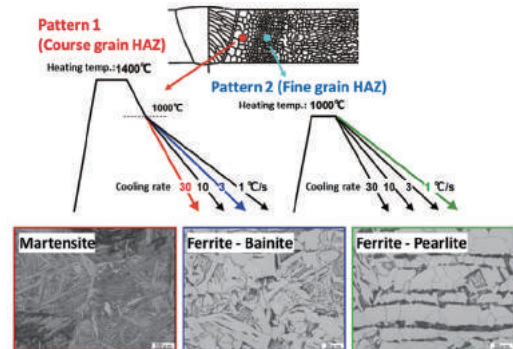 Pattern 1
(Course grain HAZ)
Heating temp.: 1400℃
1000℃
Pattern 2 (Fine grain HAZ)
Heating temp.: 1000℃
Cooling rate 30 10 3 1 ℃/s
Cooling rate 30 10 3 1 ℃/s
Martensite
Ferrite - Bainite
Ferrite - Pearlite